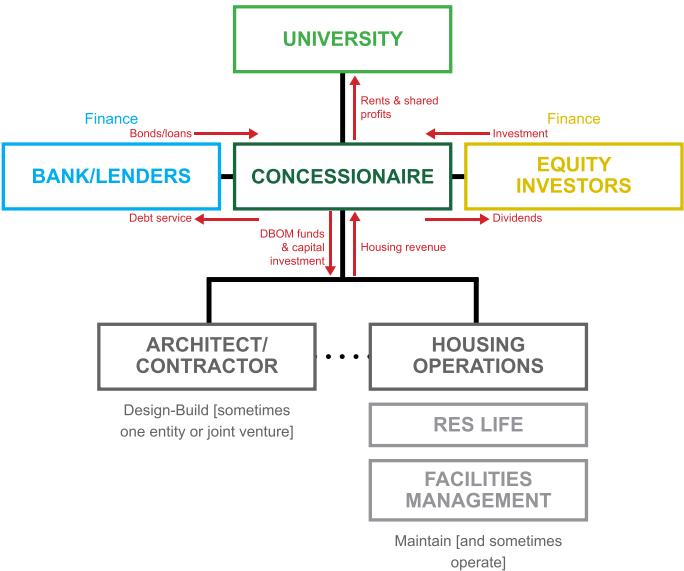 UNIVERSITY
Rents & shared
profits
Finance
Bonds/loans
Finance
Investment
BANK/LENDERS
CONCESSIONAIRE
EQUITY
INVESTORS
Debt service
DBOM funds
& capital
investment
Housing revenue
Dividends
ARCHITECT/
CONTRACTOR
HOUSING
OPERATIONS
Design-Build [sometimes
one entity or joint venture]
RES LIFE
FACILITIES
MANAGEMENT
Maintain [and sometimes
operate]